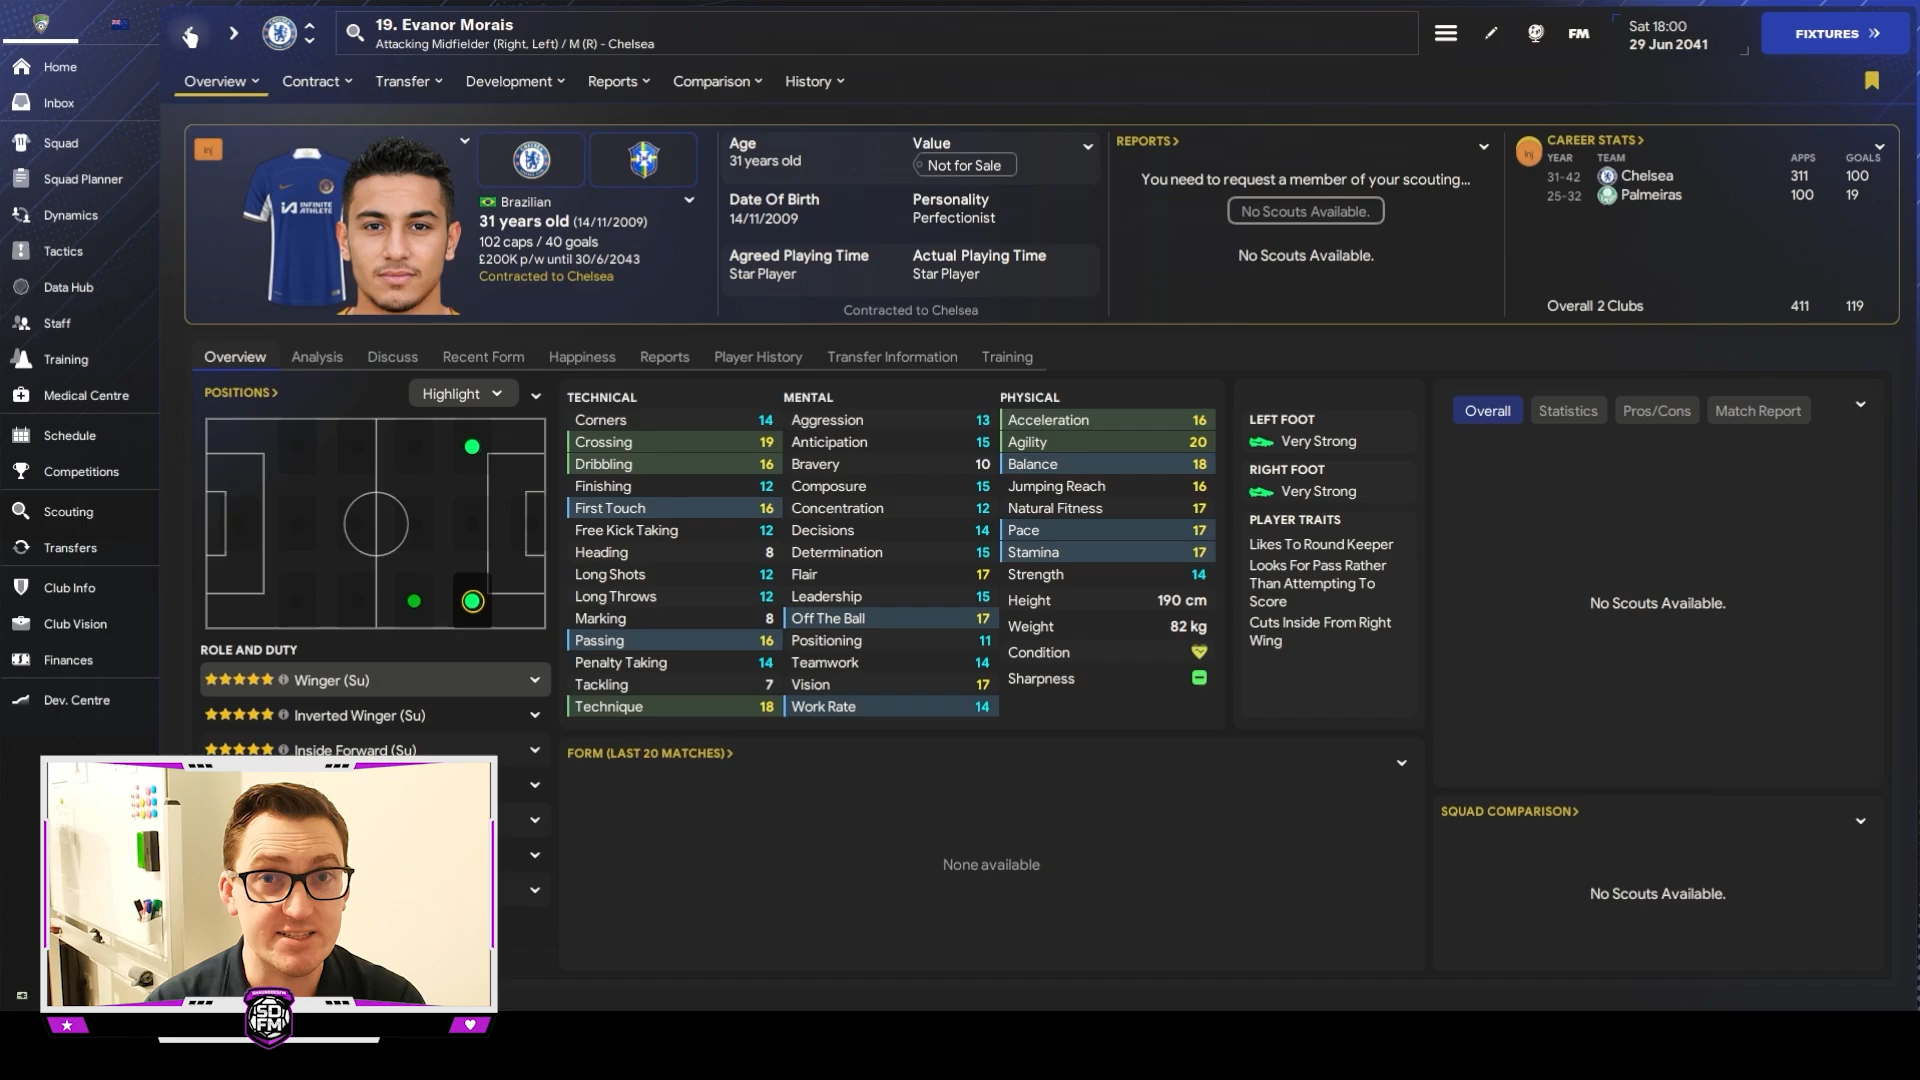 19. Evanor Morais
Attacking Midfielder (Right, Left) / M (R) - Chelsea
FM
Sat 18:00
29 Jun 2041
FIXTURES
Overview
Contract
Transfer
Development
Reports
Comparison
History
Home
Inbox
Squad
Squad Planner
Dynamics
Tactics
Data Hub
Staff
Training
Medical Centre
Schedule
Competitions
Scouting
Transfers
Club Info
Club Vision
Finances
Dev. Centre
Inj
INFINITE ATHLETE
Brazilian
31 years old (14/11/2009)
102 caps / 40 goals
£200K p/w until 30/6/2043
Contracted to Chelsea
Age
31 years old
Value
Not for Sale
Date Of Birth
14/11/2009
Personality
Perfectionist
Agreed Playing Time
Star Player
Actual Playing Time
Star Player
Contracted to Chelsea
REPORTS>
You need to request a member of your scouting...
No Scouts Available.
No Scouts Available.
Inj
CAREER STATS>
YEAR TEAM APPS GOALS
31-42 Chelsea 311 100
25-32 Palmeiras 100 19
Overall 2 Clubs 411 119
Overview
Analysis
Discuss
Recent Form
Happiness
Reports
Player History
Transfer Information
Training
POSITIONS>
Highlight
ROLE AND DUTY
Winger (Su)
Inverted Winger (Su)
Inside Forward (Su)
TECHNICAL
Corners 14
Crossing 19
Dribbling 16
Finishing 12
First Touch 16
Free Kick Taking 12
Heading 8
Long Shots 12
Long Throws 12
Marking 8
Passing 16
Penalty Taking 14
Tackling 7
Technique 18
MENTAL
Aggression 13
Anticipation 15
Bravery 10
Composure 15
Concentration 12
Decisions 14
Determination 15
Flair 17
Leadership 15
Off The Ball 17
Positioning 11
Teamwork 14
Vision 17
Work Rate 14
PHYSICAL
Acceleration 16
Agility 20
Balance 18
Jumping Reach 16
Natural Fitness 17
Pace 17
Stamina 17
Strength 14
Height 190 cm
Weight 82 kg
Condition
Sharpness
LEFT FOOT
Very Strong
RIGHT FOOT
Very Strong
PLAYER TRAITS
Likes To Round Keeper
Looks For Pass Rather
Than Attempting To
Score
Cuts Inside From Right
Wing
Overall
Statistics
Pros/Cons
Match Report
No Scouts Available.
FORM (LAST 20 MATCHES)>
None available
SQUAD COMPARISON>
No Scouts Available.
SD
FM